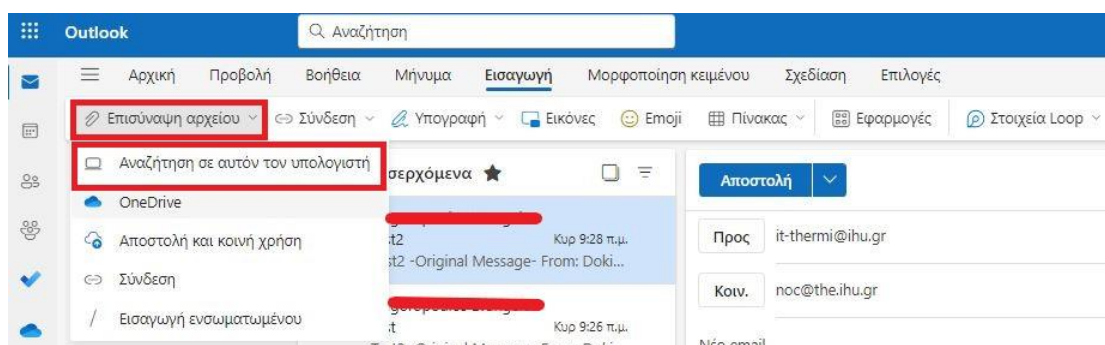 Outlook
Αναζήτηση
Αρχική Προβολή Βοήθεια Μήνυμα Εισαγωγή Μορφοποίηση κειμένου Σχεδίαση Επιλογές
Επισύναψη αρχείου Σύνδεση Υπογραφή Εικόνες Emoji Πίνακας Εφαρμογές Στοιχεία Loop
Αναζήτηση σε αυτόν τον υπολογιστή
OneDrive
Αποστολή και κοινή χρήση
Σύνδεση
Εισαγωγή ενσωματωμένου
σερχόμενα
t2 Κυρ 9:28 π.μ.
st2 -Original Message- From: Doki...
Κυρ 9:26 π.μ.
Αποστολή
Προς it-thermi@ihu.gr
Κοιν. noc@the.ihu.gr
Νέο email